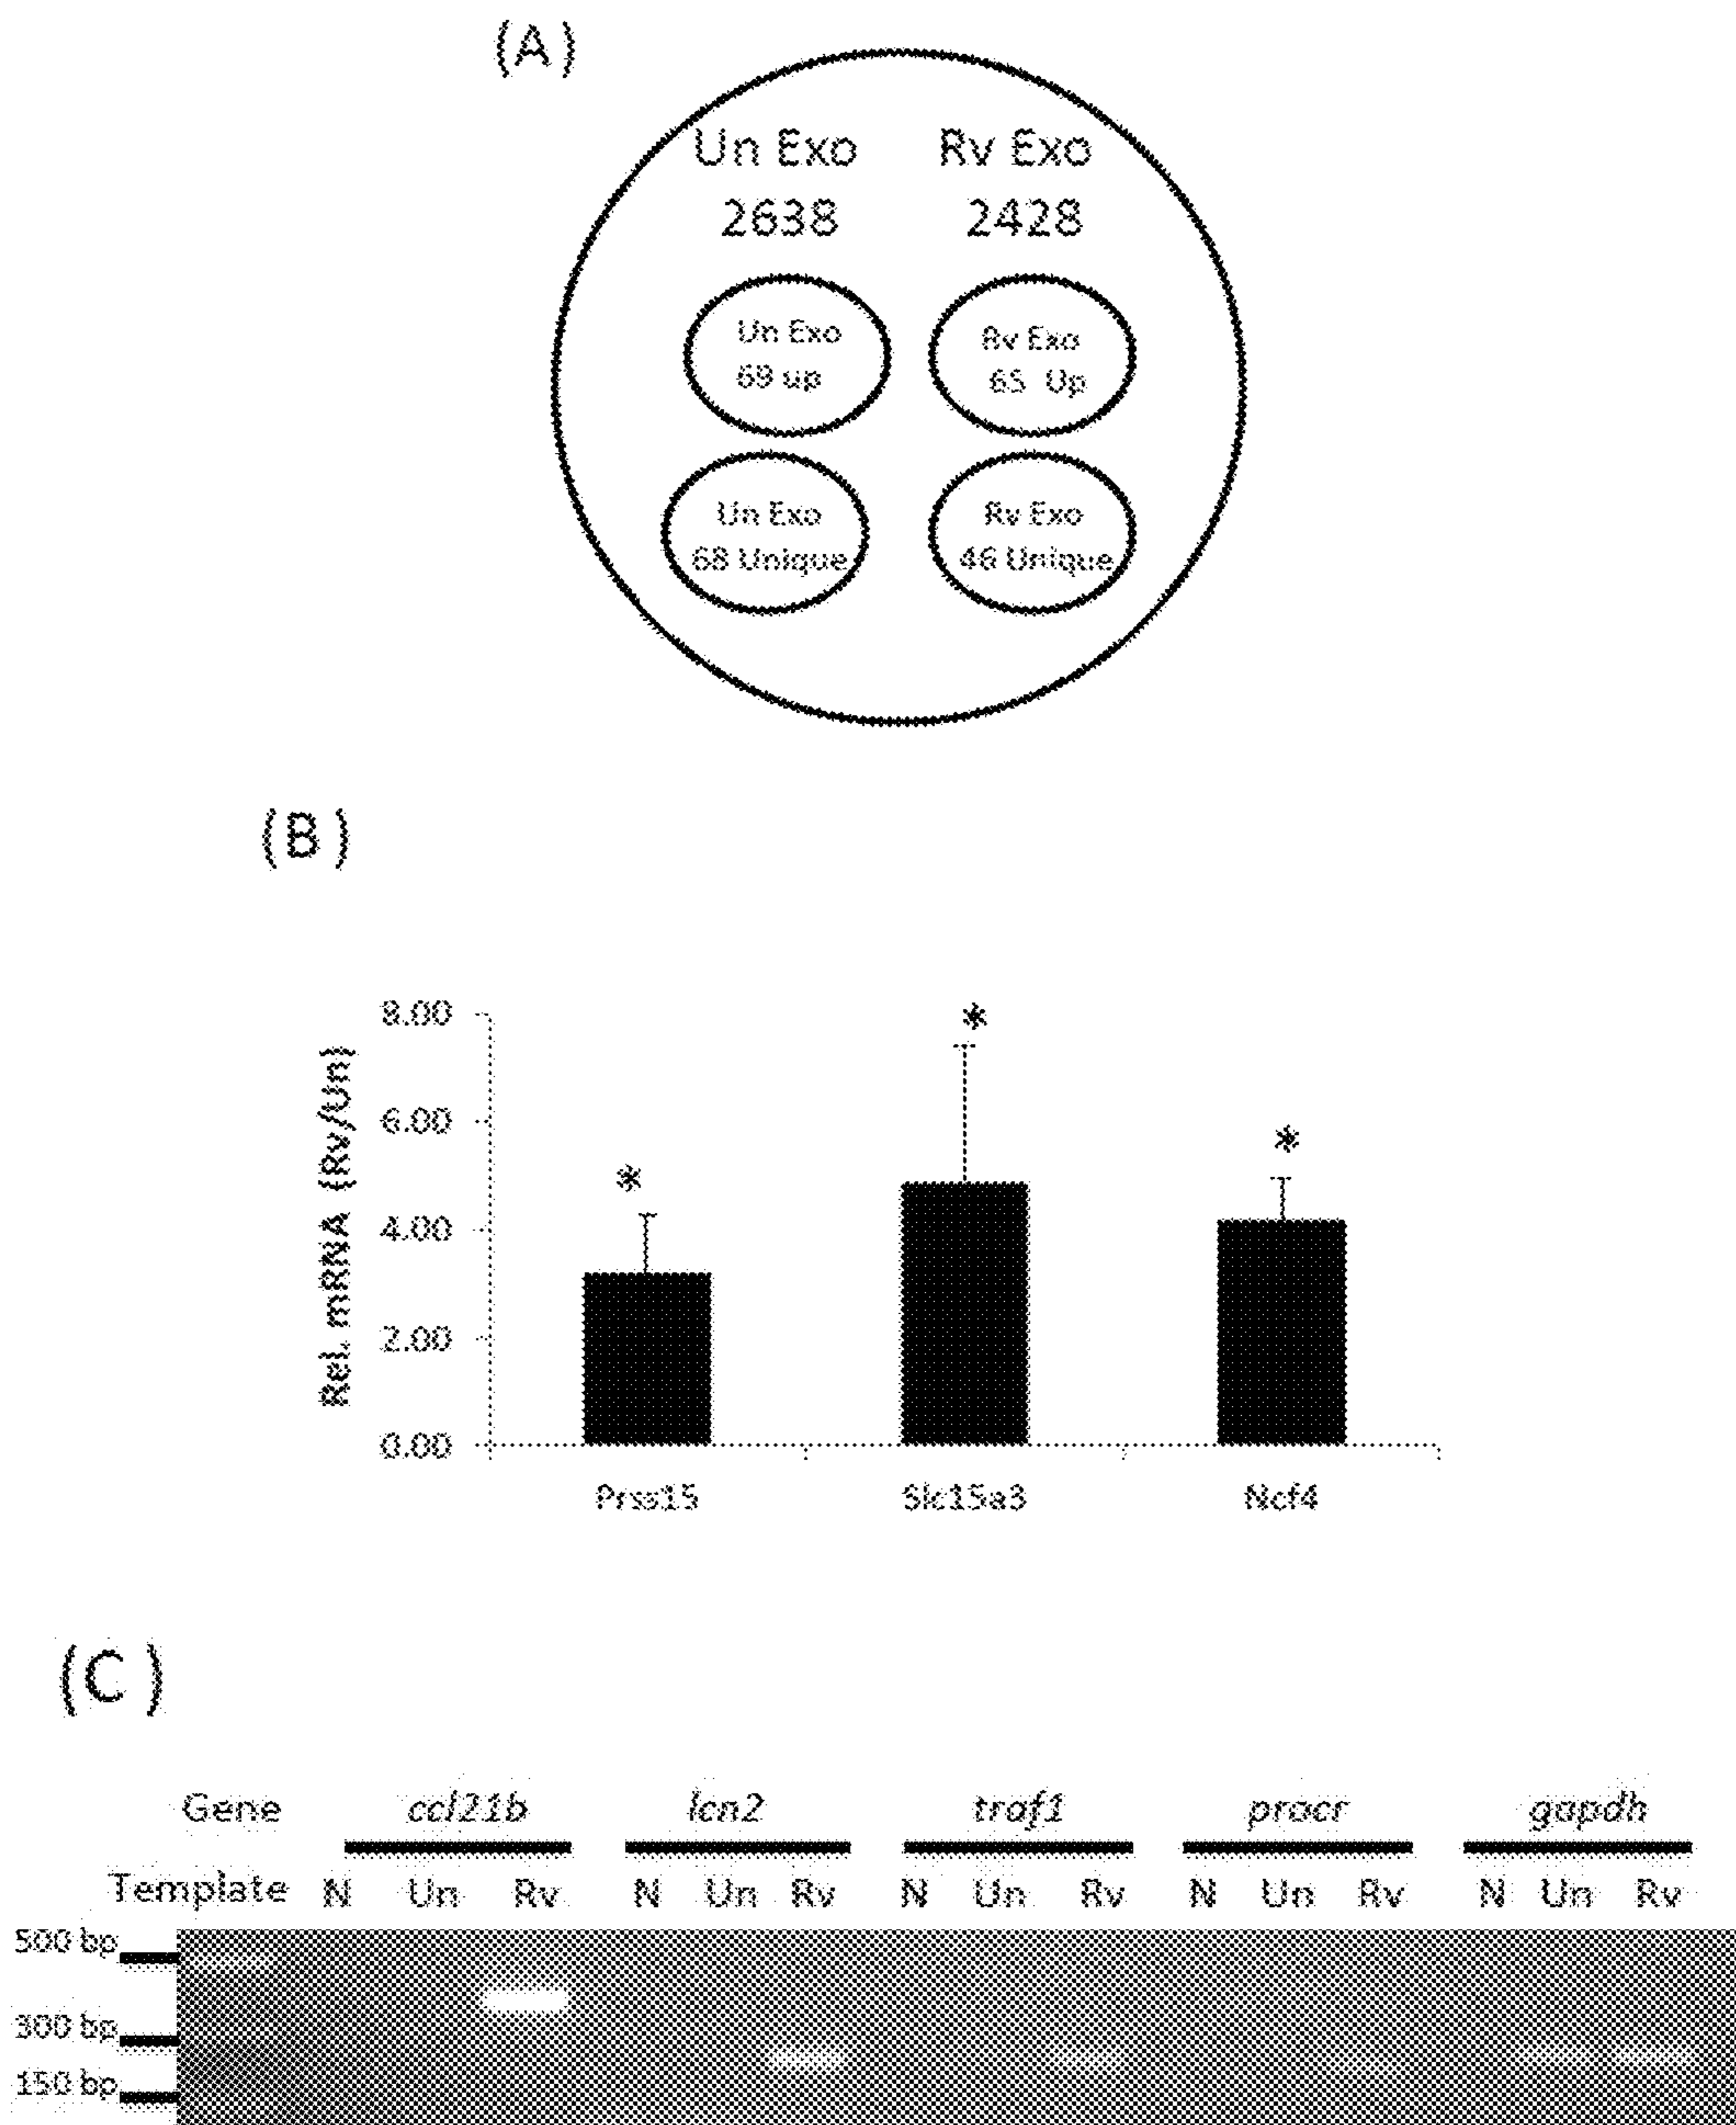 (A)
Un Exo Rv Exo
2638 2428
Un Exo Rv Exo
69 up 65 Up
Un Exo Rv Exo
68 Unique 46 Unique
(B)
Rel. mRNA (Rv/Un)
8.00
*
6.00
*
*
4.00
2.00
0.00
Prss15 Slc15a3 Ncf4
(C)
Gene ccl21b lcn2 traf1 procr gapdh
Template N Un Rv N Un Rv N Un Rv N Un Rv N Un Rv
500 bp
300 bp
150 bp